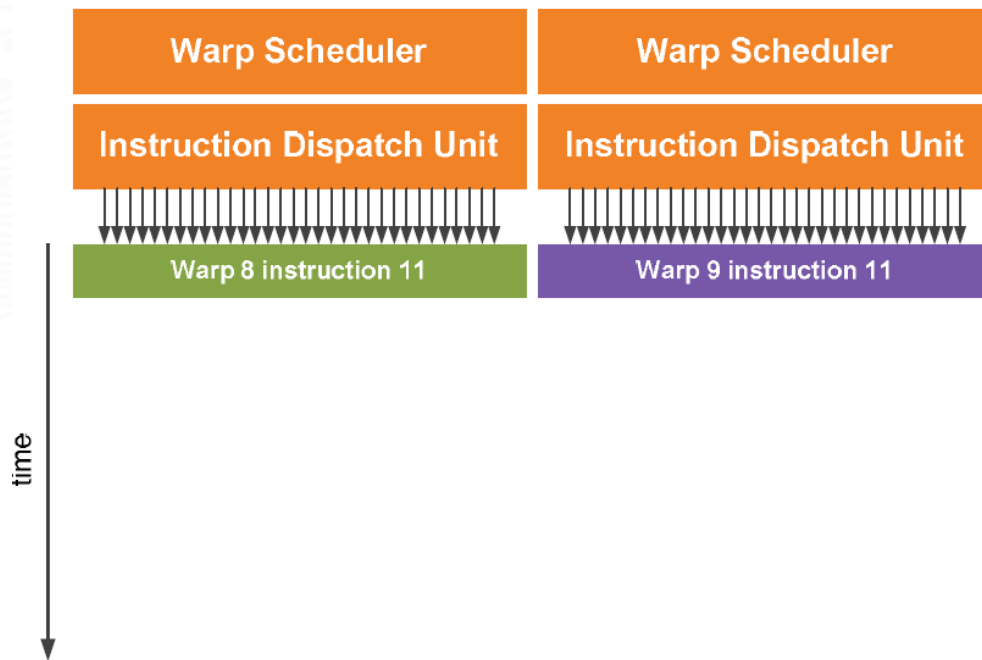 Warp Scheduler
Warp Scheduler
Instruction Dispatch Unit
Instruction Dispatch Unit
Warp 8 instruction 11
Warp 9 instruction 11
time